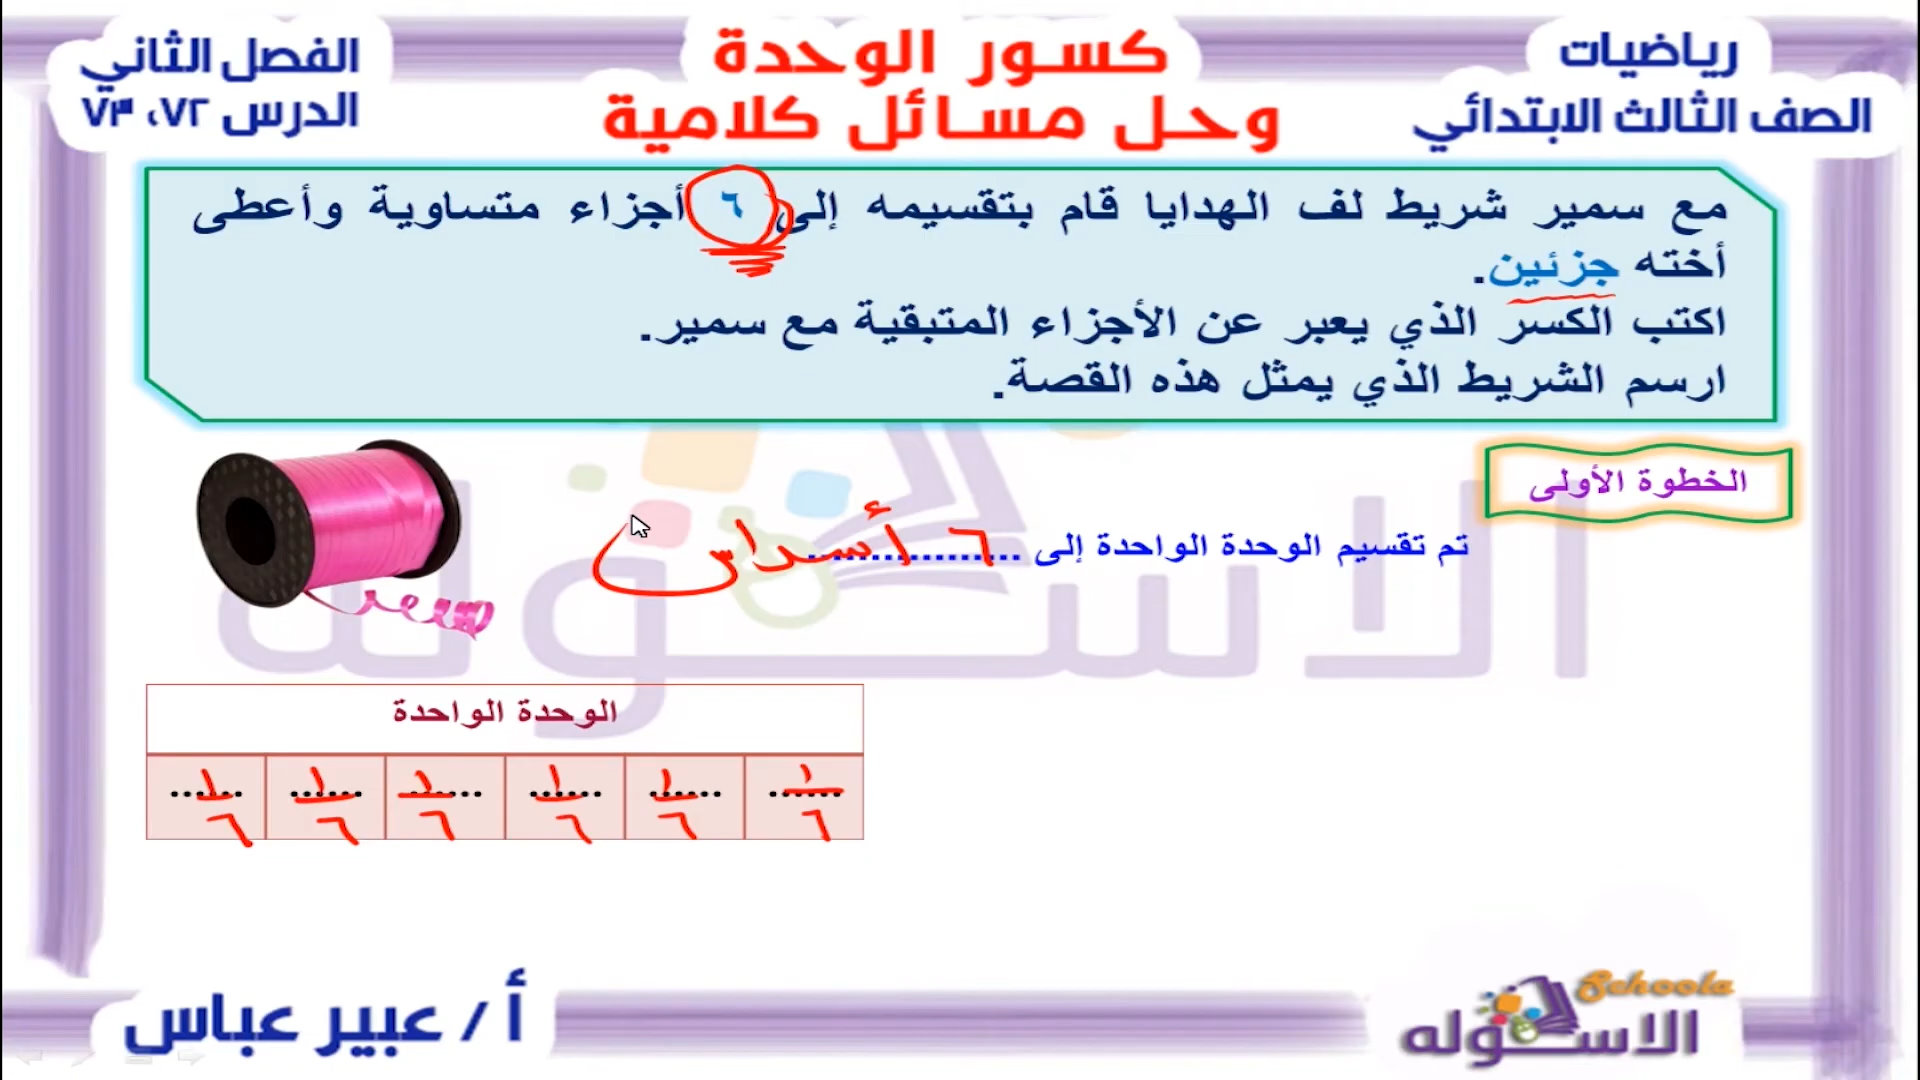 رياضيات
الصف الثالث الابتدائي
كسور الوحدة
وحل مسائل كلامية
الفصل الثاني
الدرس ٧٢، ٧٣
مع سمير شريط لف الهدايا قام بتقسيمه إلى ٦ أجزاء متساوية وأعطى
أخته جزئين.
اكتب الكسر الذي يعبر عن الأجزاء المتبقية مع سمير.
ارسم الشريط الذي يمثل هذه القصة.
الخطوة الأولى
تم تقسيم الوحدة الواحدة إلى ................. ٦ أسداس
الوحدة الواحدة
١/٦ ١/٦ ١/٦ ١/٦ ١/٦ ١/٦
أ / عبير عباس
Schoola
الاسكوله